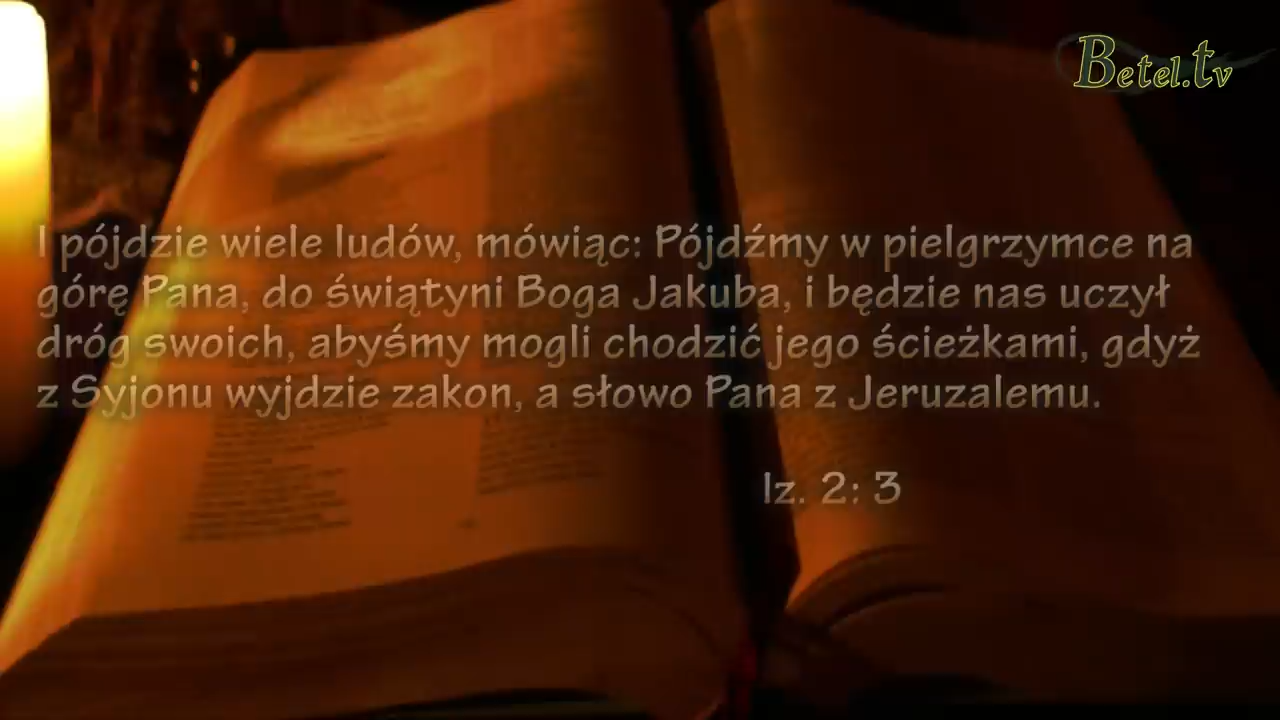 Betel.tv
I pójdzie wiele ludów, mówiąc: Pójdźmy w pielgrzymce na
górę Pana, do świątyni Boga Jakuba, i będzie nas uczył
dróg swoich, abyśmy mogli chodzić jego ścieżkami, gdyż
z Syjonu wyjdzie zakon, a słowo Pana z Jeruzalemu.
Iz. 2: 3